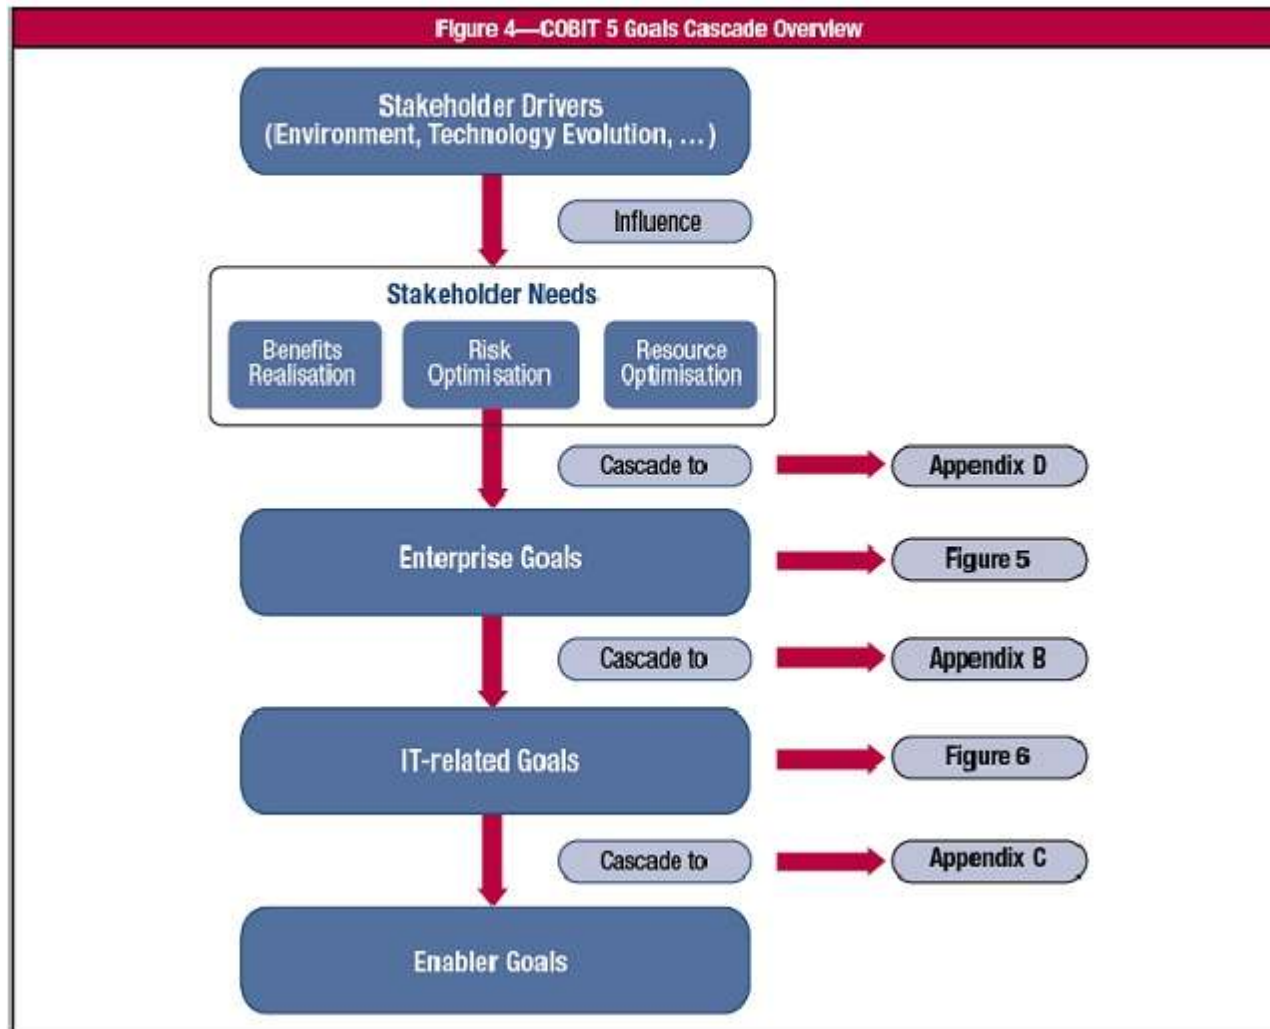 Figure 4—COBIT 5 Goals Cascade Overview
Stakeholder Drivers
(Environment, Technology Evolution, …)
Influence
Stakeholder Needs
Benefits
Realisation
Risk
Optimisation
Resource
Optimisation
Cascade to
Appendix D
Enterprise Goals
Figure 5
Cascade to
Appendix B
IT-related Goals
Figure 6
Cascade to
Appendix C
Enabler Goals